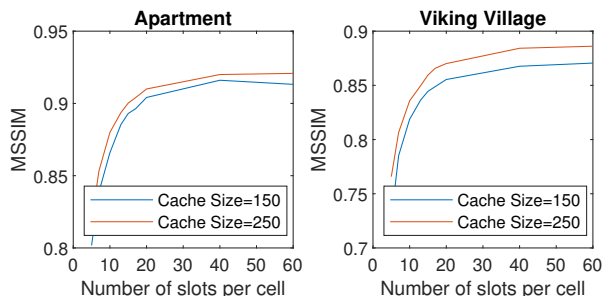 Apartment
MSSIM
0.95
0.9
0.85
0.8
Cache Size=150
Cache Size=250
0 10 20 30 40 50 60
Number of slots per cell
Viking Village
MSSIM
0.9
0.85
0.8
0.75
0.7
Cache Size=150
Cache Size=250
0 10 20 30 40 50 60
Number of slots per cell